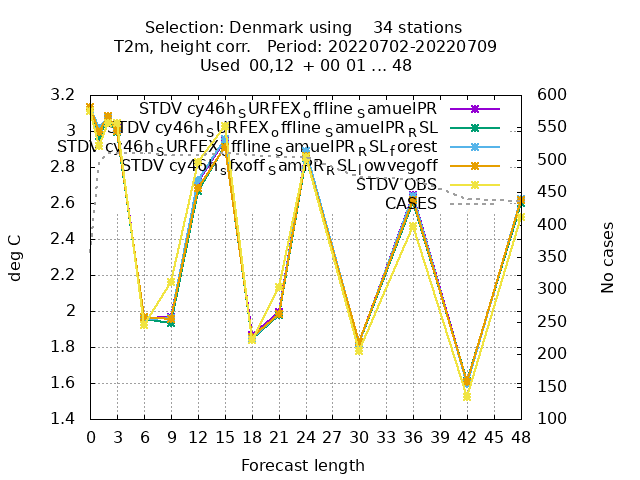 Selection: Denmark using 34 stations
T2m, height corr. Period: 20220702-20220709
Used 00,12 + 00 01 ... 48
3.2
3
2.8
2.6
2.4
2.2
2
1.8
1.6
1.4
deg C
STDV cy46h_SURFEX_offline_SamuelPR
STDV cy46h_SURFEX_offline_SamuelPR_RSL
STDV cy46h_SURFEX_offline_SamuelPR_RSL_forest
STDV cy46h_Sfxoff_SamPR_RSL_lowvegoff
STDV OBS
CASES
600
550
500
450
400
350
300
250
200
150
100
No cases
0 3 6 9 12 15 18 21 24 27 30 33 36 39 42 45 48
Forecast length